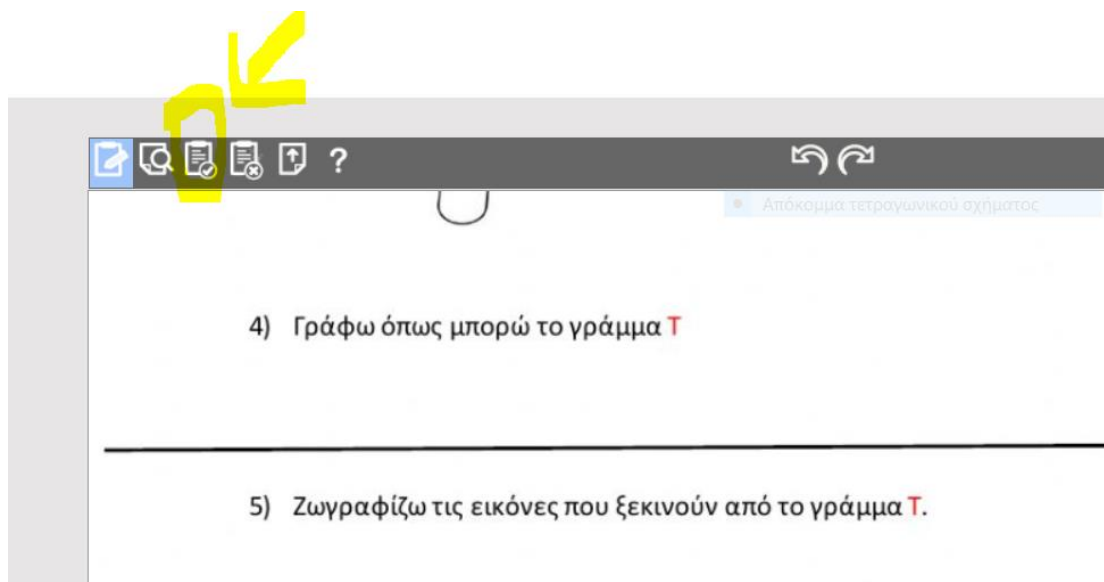 ?
Απόκομμα τετραγωνικού σχήματος
4) Γράφω όπως μπορώ το γράμμα Τ
5) Ζωγραφίζω τις εικόνες που ξεκινούν από το γράμμα Τ.